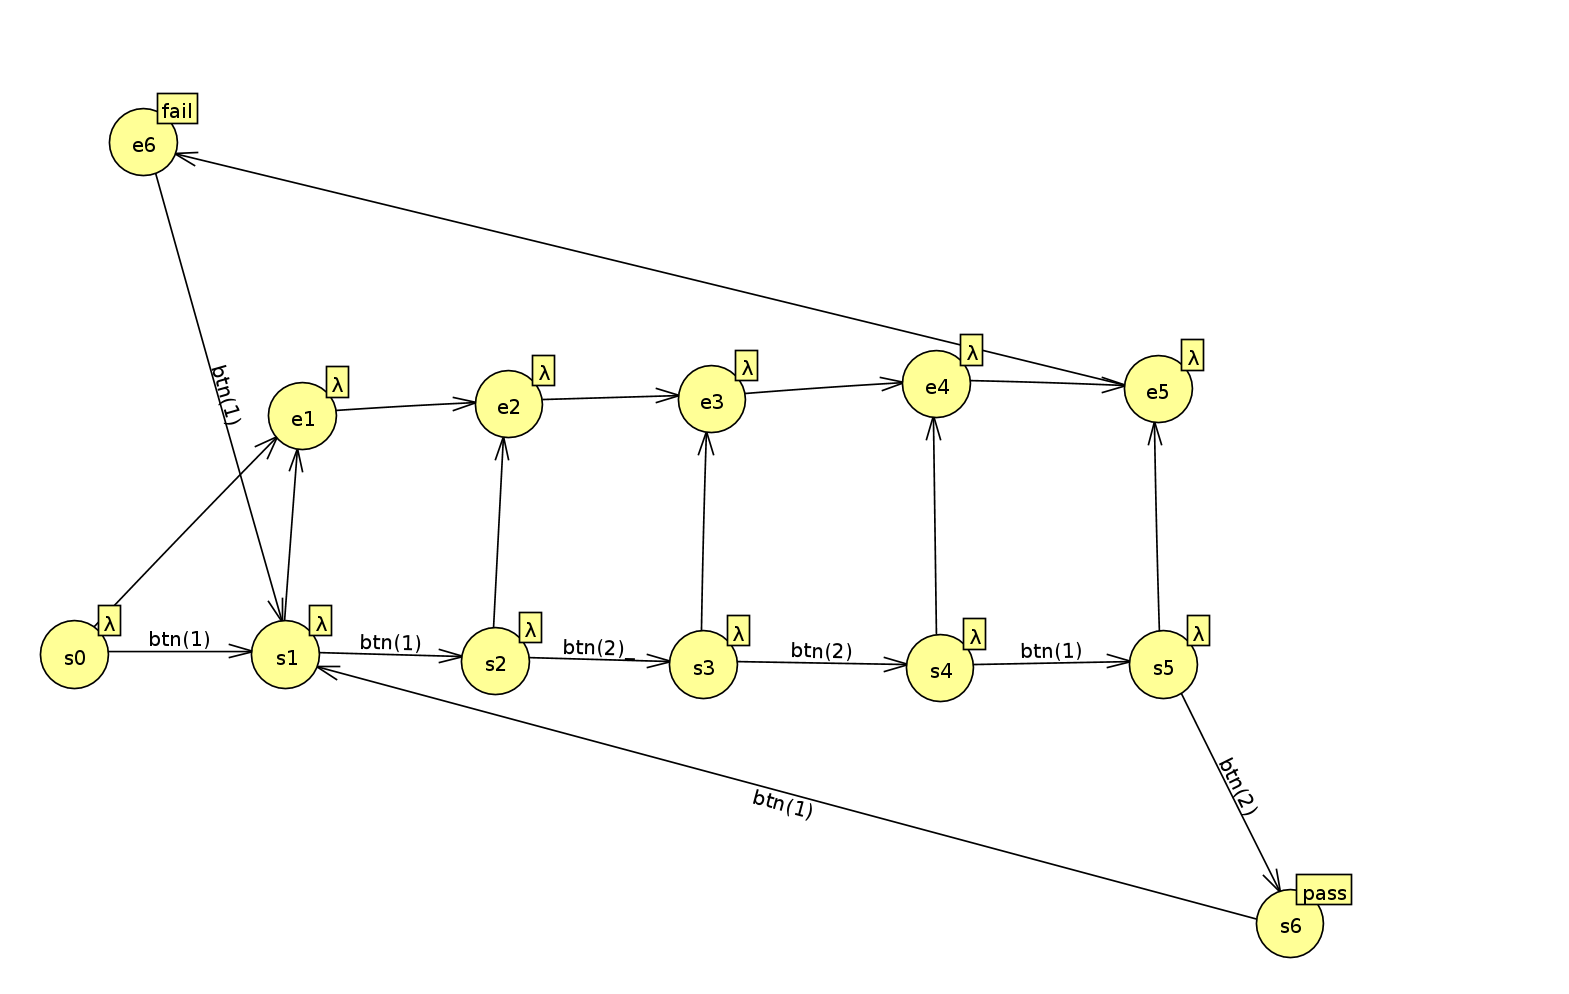 fail
e6
λ
λ
λ
λ
λ
e1
e2
e3
e4
e5
btn(1)
λ
λ
λ
λ
λ
λ
s0
btn(1)
s1
btn(1)
s2
btn(2)_
s3
btn(2)
s4
btn(1)
s5
btn(2)
btn(1)
pass
s6